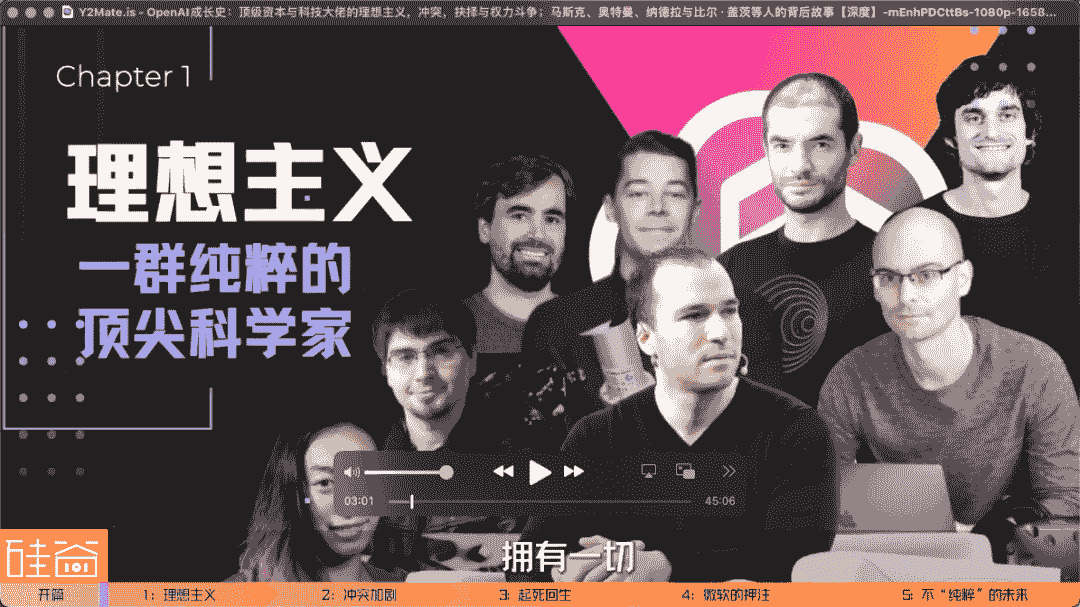 Y2Mate.is - OpenAI成长史：顶级资本与科技大佬的理想主义，冲突，抉择与权力斗争；马斯克、奥特曼、纳德拉与比尔·盖茨等人的背后故事【深度】-mEnhPDCttBs-1080p-1658...
Chapter 1
理想主义
一群纯粹的
顶尖科学家
03:01
45:06
硅谷
101
拥有一切
开篇
1: 理想主义
2: 冲突加剧
3: 起死回生
4: 微软的押注
5: 不“纯粹”的未来